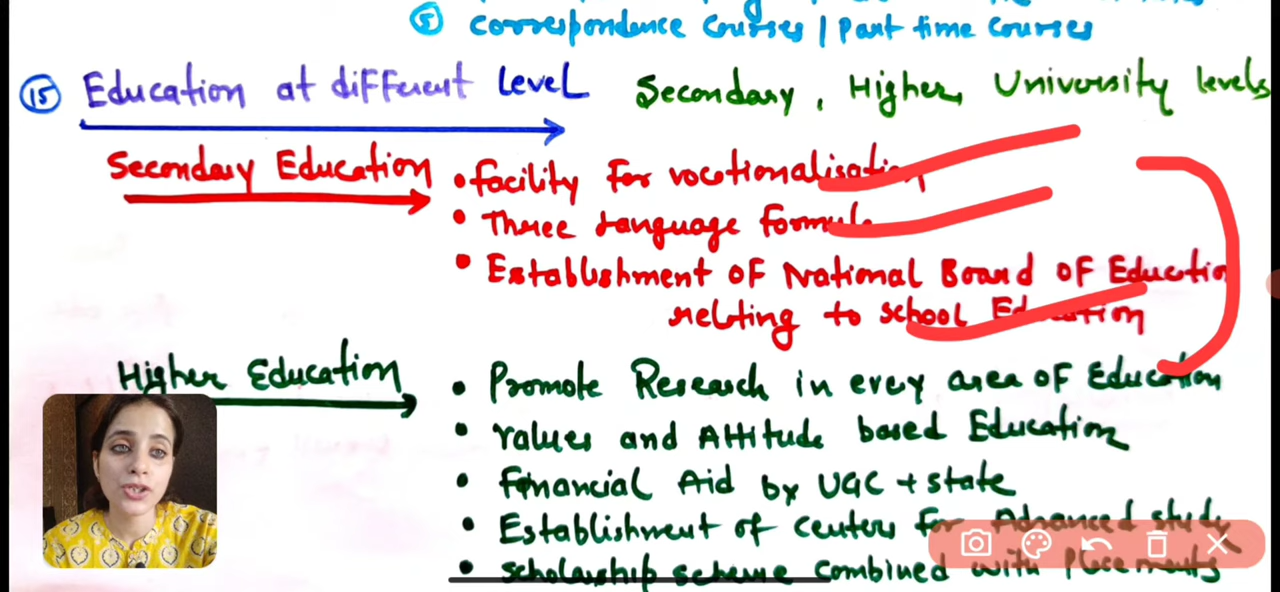 ⑤ correspondence courses | Part time courses
⑮ Education at different level Secondary, Higher, University levels
Secondary Education • Facility for vocationalisation
• Three Language Formula
• Establishment of National Board of Education
relating to School Education
Higher Education • Promote Research in every area of Education
• values and Attitude based Education
• Financial Aid by UGC + state
• Establishment of centers for Advanced study
• scholarship scheme combined with Placements